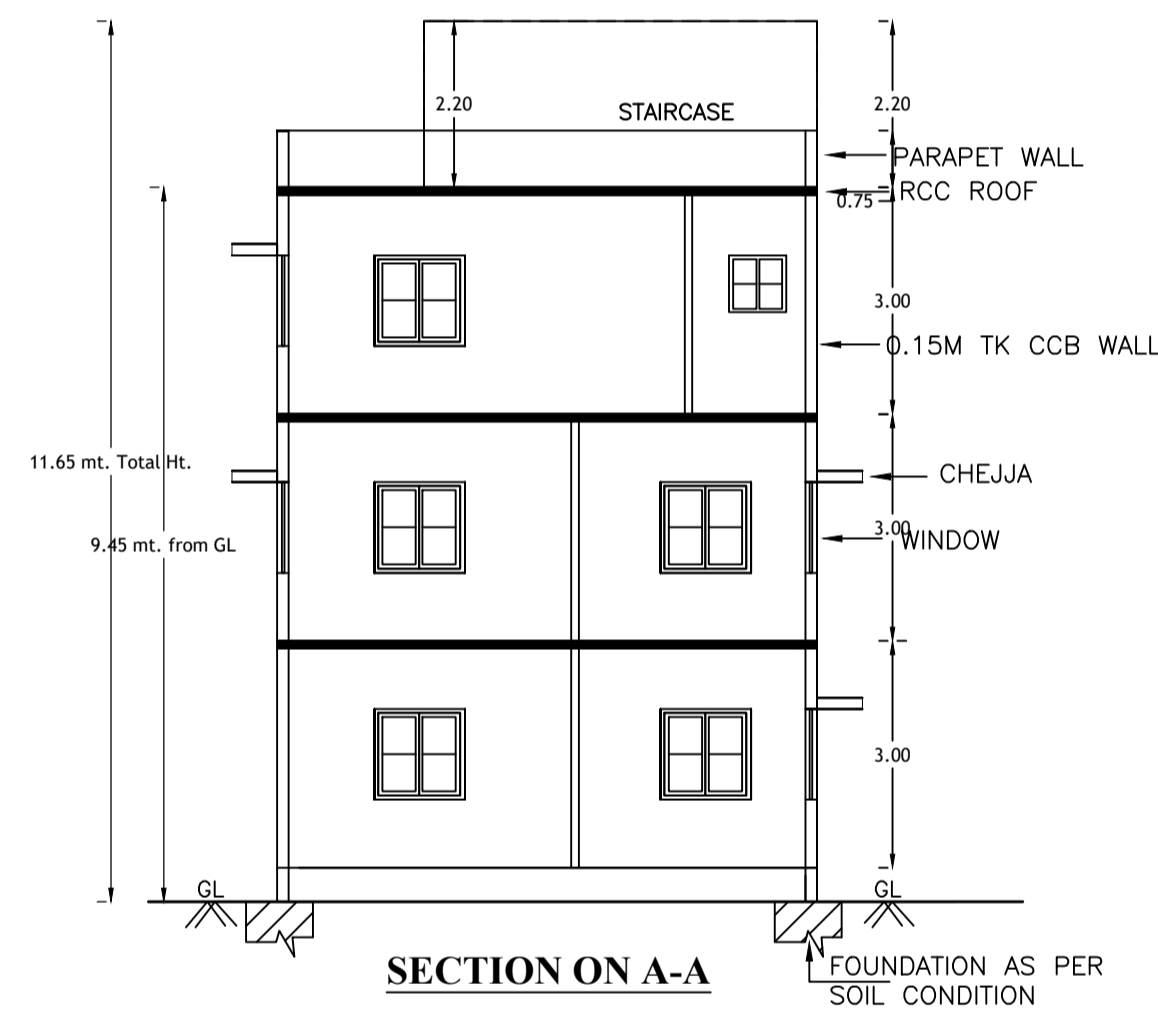 2.20
STAIRCASE
2.20
PARAPET WALL
RCC ROOF
0.75
3.00
0.15M TK CCB WALL
11.65 mt. Total Ht.
CHEJJA
3.00
WINDOW
9.45 mt. from GL
3.00
GL
GL
SECTION ON A-A
FOUNDATION AS PER
SOIL CONDITION